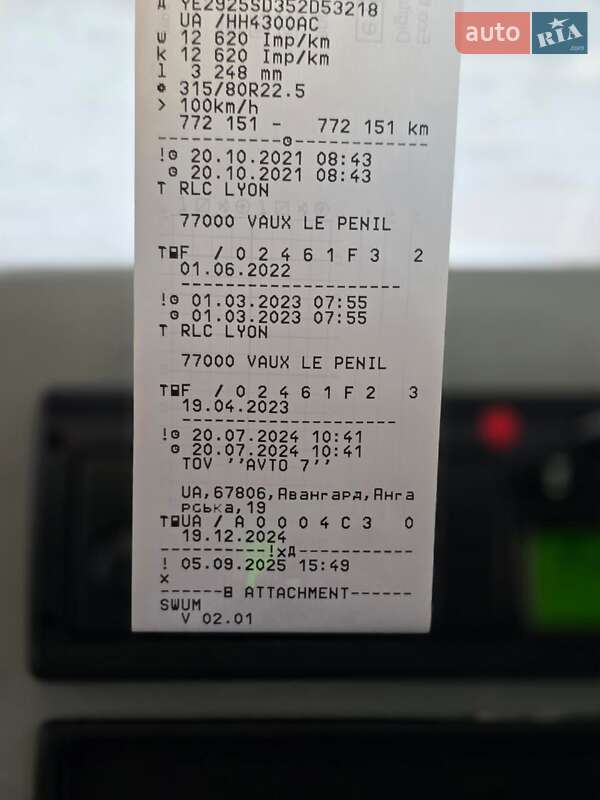 A YE2925SD352D53218
UA /HH4300AC
w 12 620 Imp/km
k 12 620 Imp/km
l 3 248 mm
315/80R22.5
> 100km/h
772 151 - 772 151 km
!
20.10.2021 08:43
20.10.2021 08:43
T RLC LYON
77000 VAUX LE PENIL
T F / 0 2 4 6 1 F 3 2
01.06.2022
!
01.03.2023 07:55
01.03.2023 07:55
T RLC LYON
77000 VAUX LE PENIL
T F / 0 2 4 6 1 F 2 3
19.04.2023
!
20.07.2024 10:41
20.07.2024 10:41
TOV ''AVTO 7''
UA,67806,Авангард,Янга
рська,19
T UA / A 0 0 0 4 C 3 0
19.12.2024
!xД
! 05.09.2025 15:49
x
B ATTACHMENT
SWUM
V 02.01
auto RIA .com